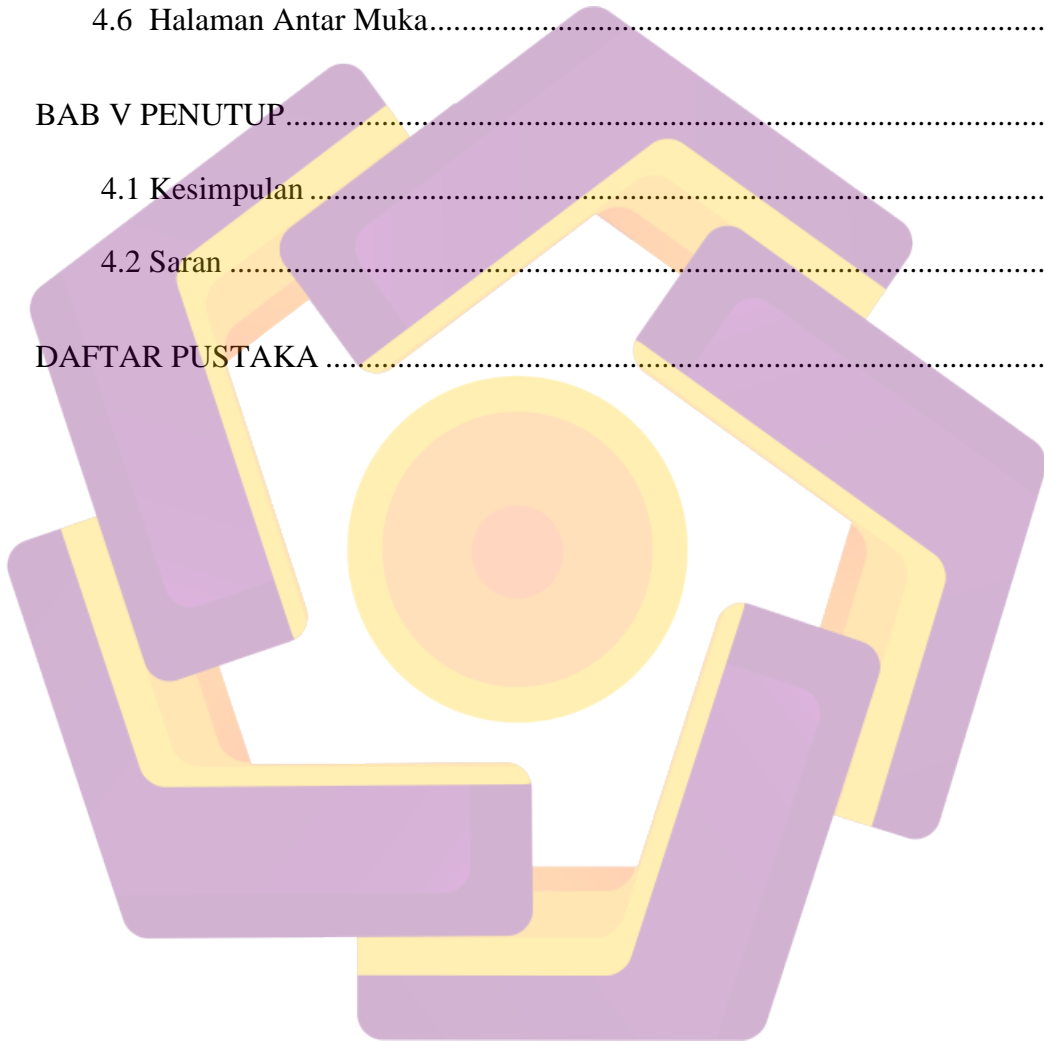 4.6 Halaman Antar Muka........................................................................................
BAB V PENUTUP........................................................................................................
4.1 Kesimpulan ......................................................................................................
4.2 Saran ................................................................................................................
DAFTAR PUSTAKA ....................................................................................................